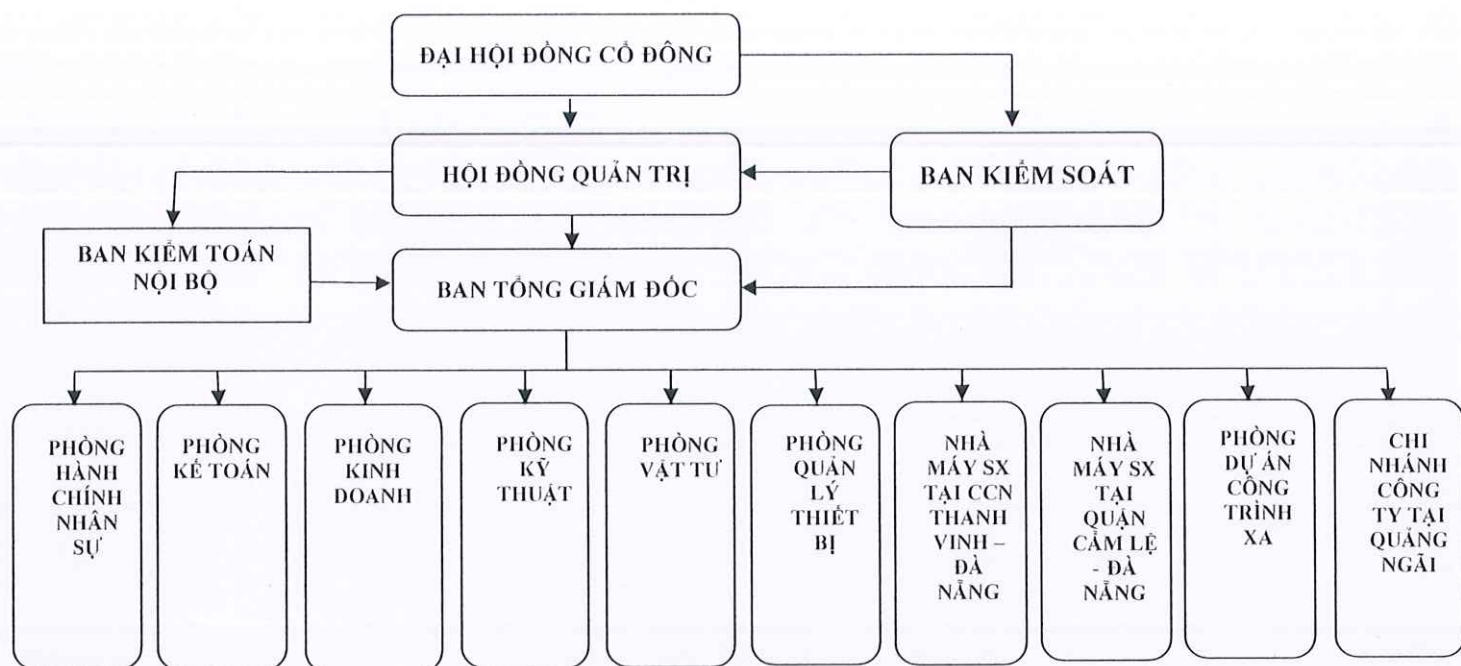 ĐẠI HỘI ĐỒNG CỔ ĐÔNG
HỘI ĐỒNG QUẢN TRỊ
BAN KIỂM SOÁT
BAN KIỂM TOÁN
NỘI BỘ
BAN TỔNG GIÁM ĐỐC
PHÒNG
HÀNH
CHÍNH
NHÂN
SỰ
PHÒNG
KẾ TOÁN
PHÒNG
KINH
DOANH
PHÒNG
KỸ
THUẬT
PHÒNG
VẬT TƯ
PHÒNG
QUẢN
LÝ
THIẾT
BỊ
NHÀ
MÁY SX
TẠI CCN
THANH
VINH –
ĐÀ
NẴNG
NHÀ
MÁY SX
TẠI
QUẬN
CẨM LỆ
- ĐÀ
NẴNG
PHÒNG
DỰ ÁN
CÔNG
TRÌNH
XA
CHI
NHÁNH
CÔNG
TY TẠI
QUẢNG
NGÃI